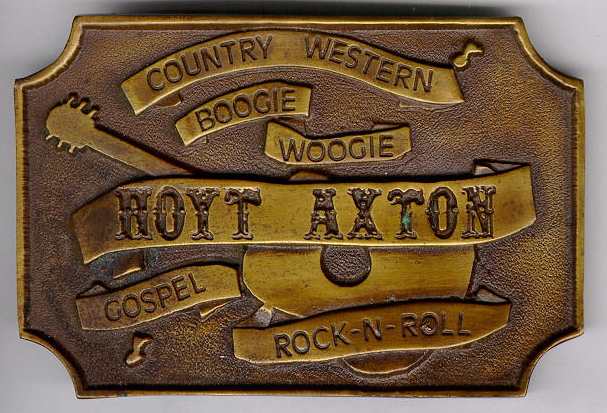 COUNTRY WESTERN
BOOGIE
WOOGIE
HOYT AXTON
GOSPEL
ROCK-N-ROLL